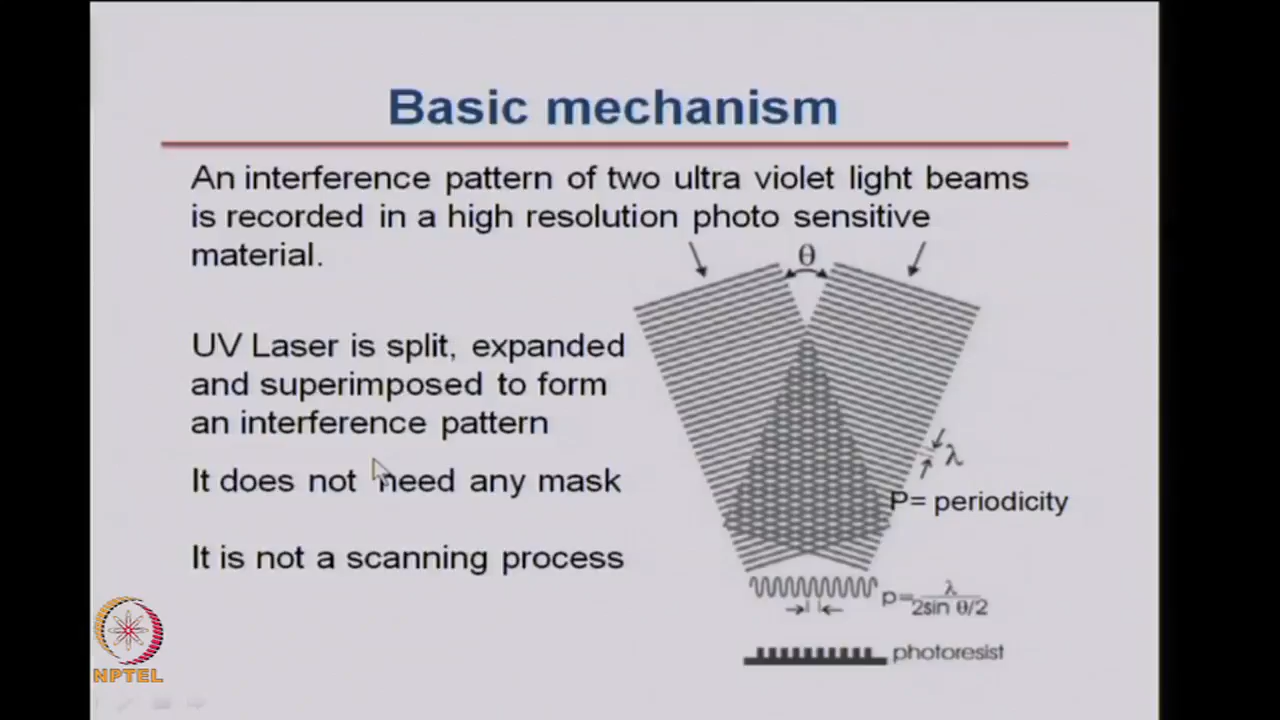 Basic mechanism
An interference pattern of two ultra violet light beams
is recorded in a high resolution photo sensitive
material.
θ
UV Laser is split, expanded
and superimposed to form
an interference pattern
λ
It does not need any mask
P= periodicity
It is not a scanning process
p= λ / 2sin θ/2
photoresist
NPTEL